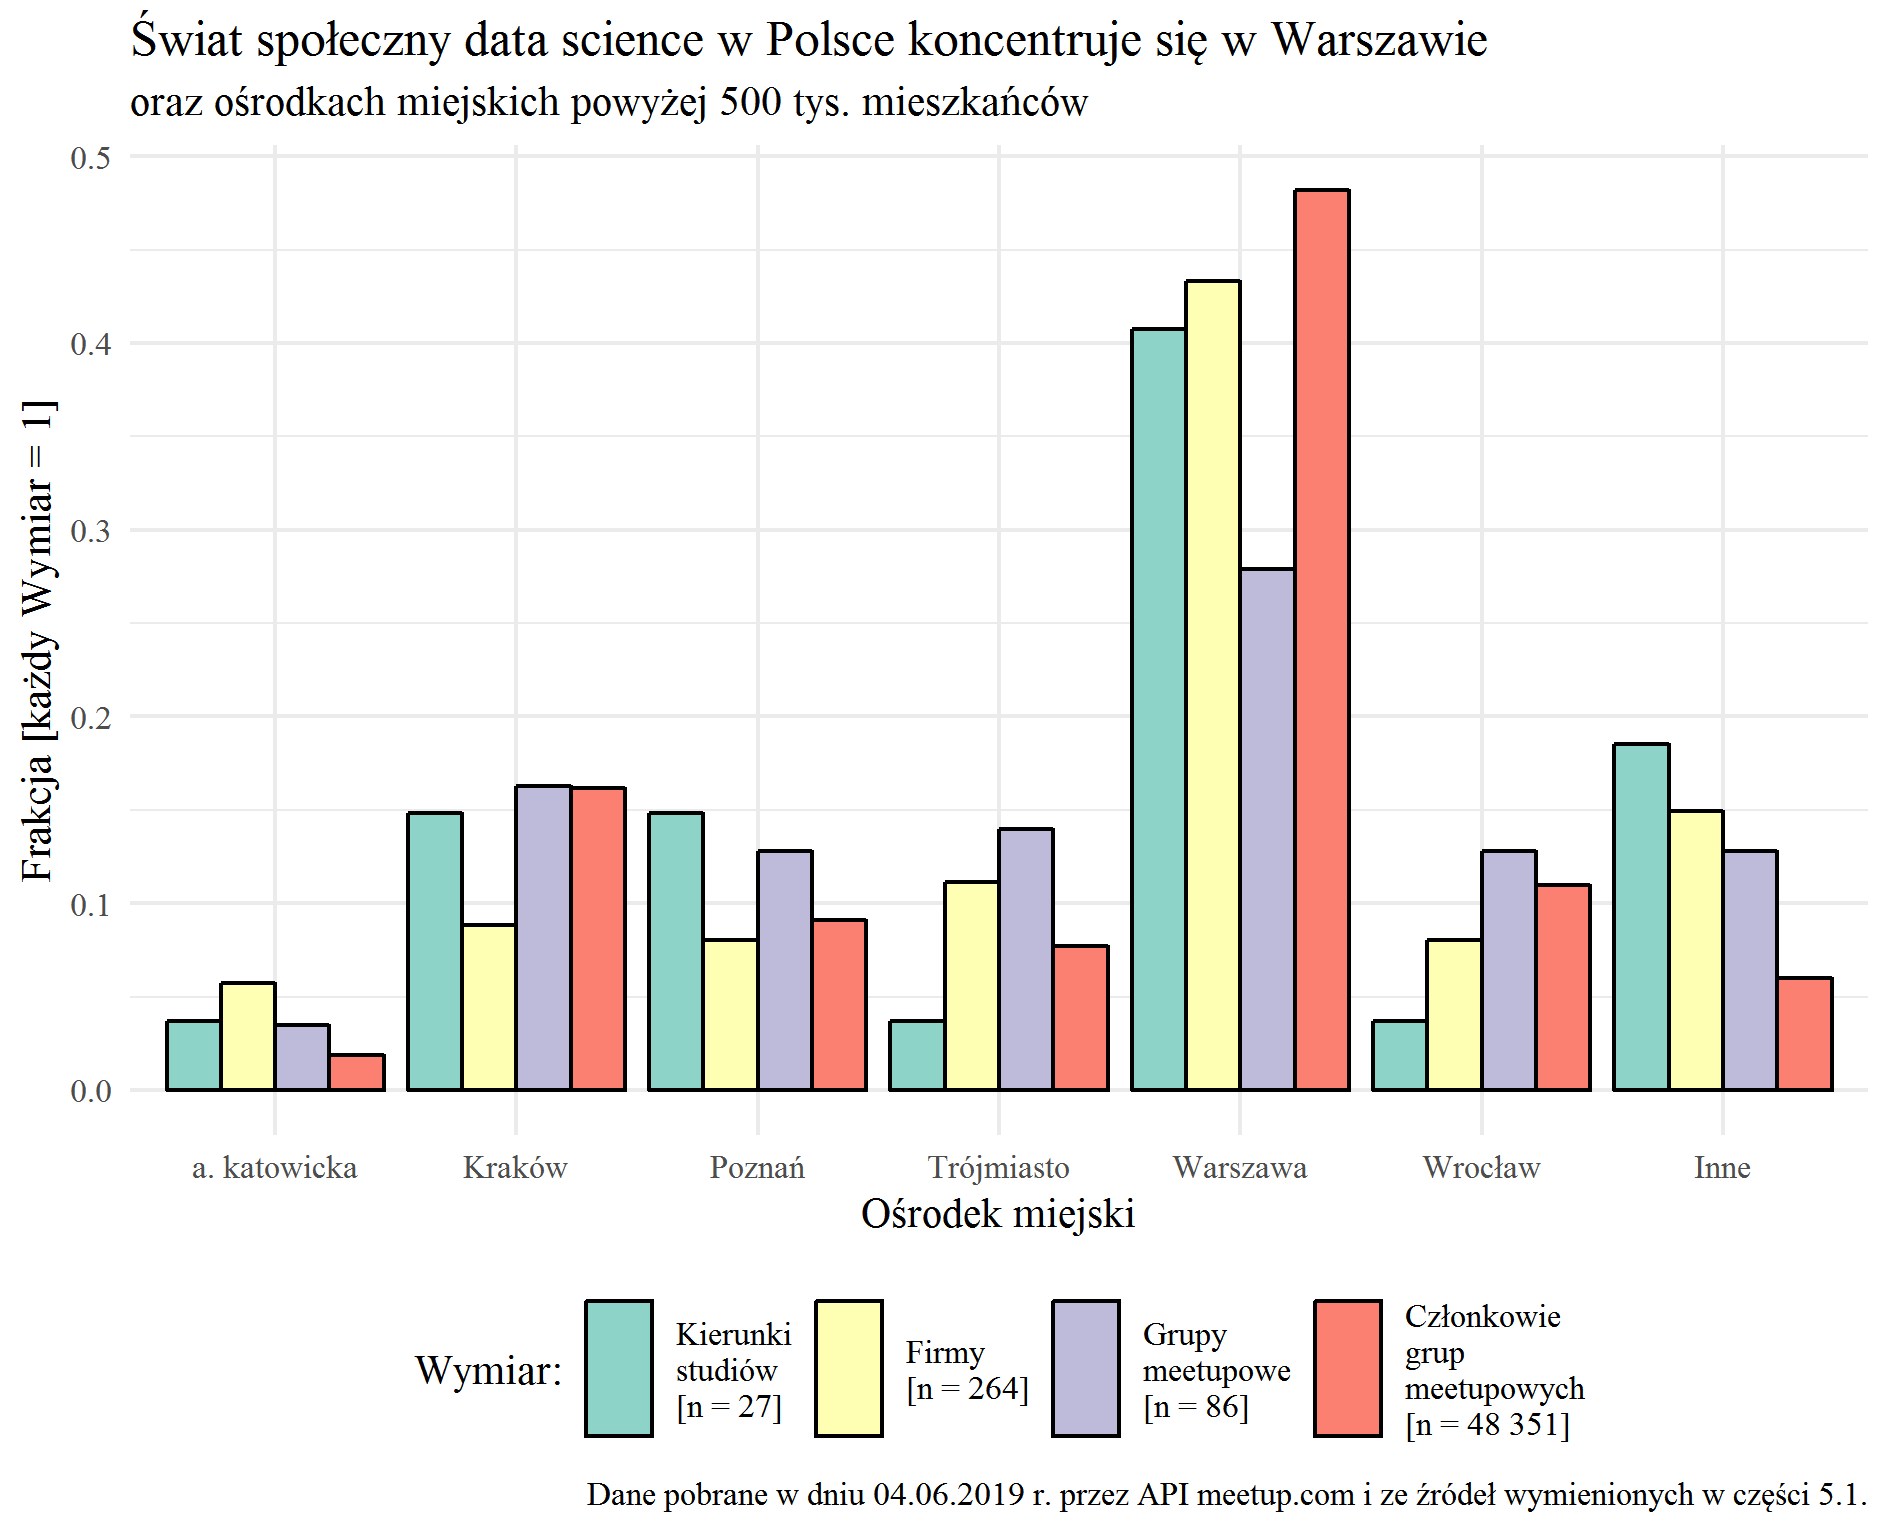 Świat społeczny data science w Polsce koncentruje się w Warszawie
oraz ośrodkach miejskich powyżej 500 tys. mieszkańców
Frakcja [każdy Wymiar = 1]
0.5
0.4
0.3
0.2
0.1
0.0
a. katowicka Kraków Poznań Trójmiasto Warszawa Wrocław Inne
Ośrodek miejski
Wymiar:
Kierunki
studiów
[n = 27]
Firmy
[n = 264]
Grupy
meetupowe
[n = 86]
Członkowie
grup
meetupowych
[n = 48 351]
Dane pobrane w dniu 04.06.2019 r. przez API meetup.com i ze źródeł wymienionych w części 5.1.